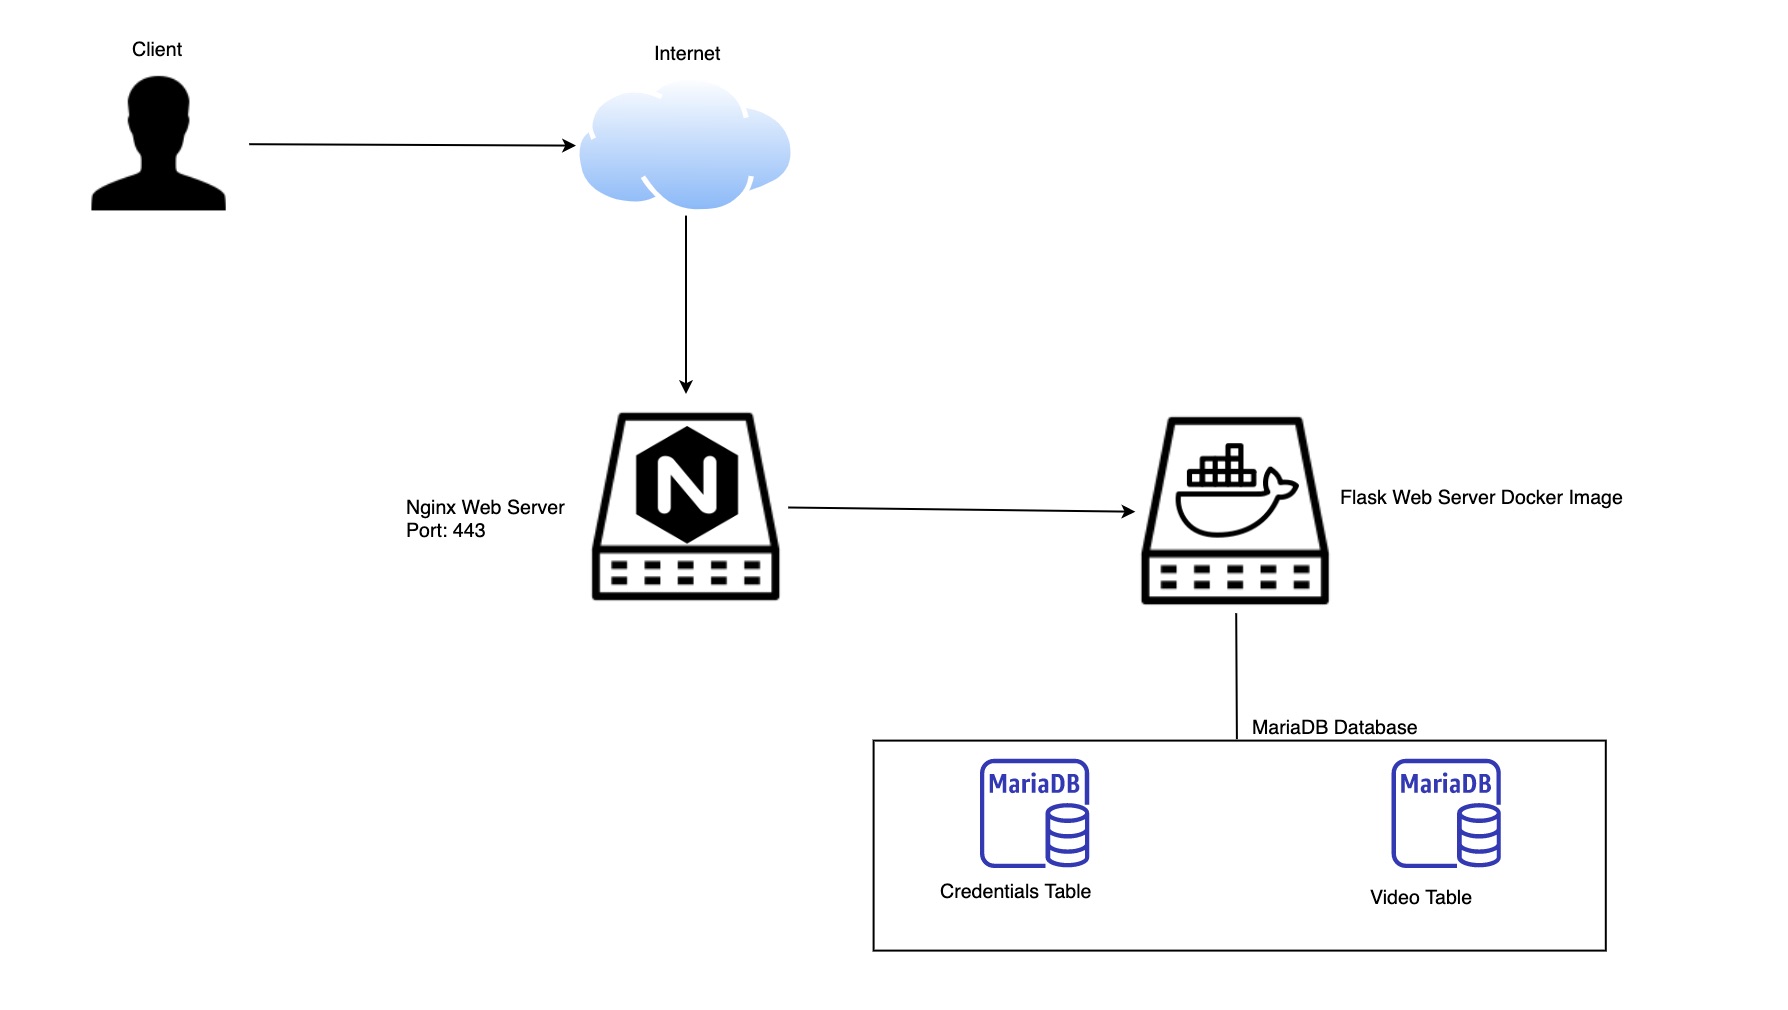 Client
Internet
N
Nginx Web Server
Port: 443
Flask Web Server Docker Image
MariaDB Database
MariaDB
MariaDB
Credentials Table
Video Table